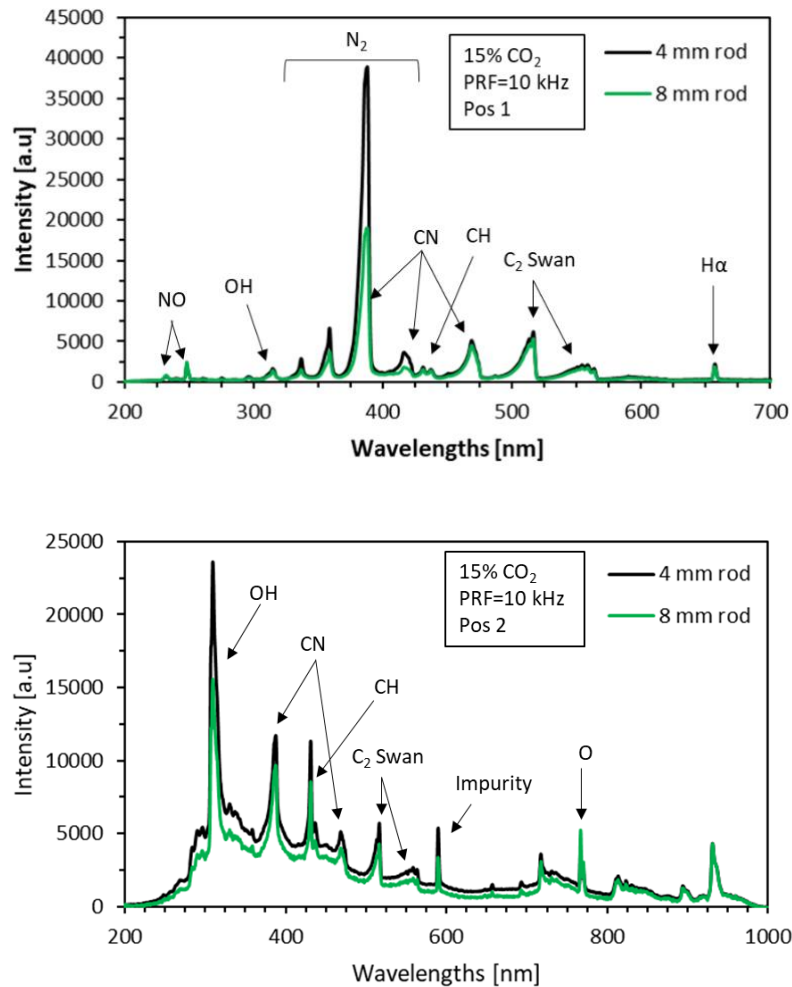 45000
40000
35000
30000
25000
20000
15000
10000
5000
0
Intensity [a.u]
N2
15% CO2
PRF=10 kHz
Pos 1
4 mm rod
8 mm rod
NO
OH
CN
CH
C2 Swan
Hα
200 300 400 500 600 700
Wavelengths [nm]
25000
20000
15000
10000
5000
0
Intensity [a.u]
15% CO2
PRF=10 kHz
Pos 2
4 mm rod
8 mm rod
OH
CN
CH
C2 Swan
Impurity
O
200 400 600 800 1000
Wavelengths [nm]